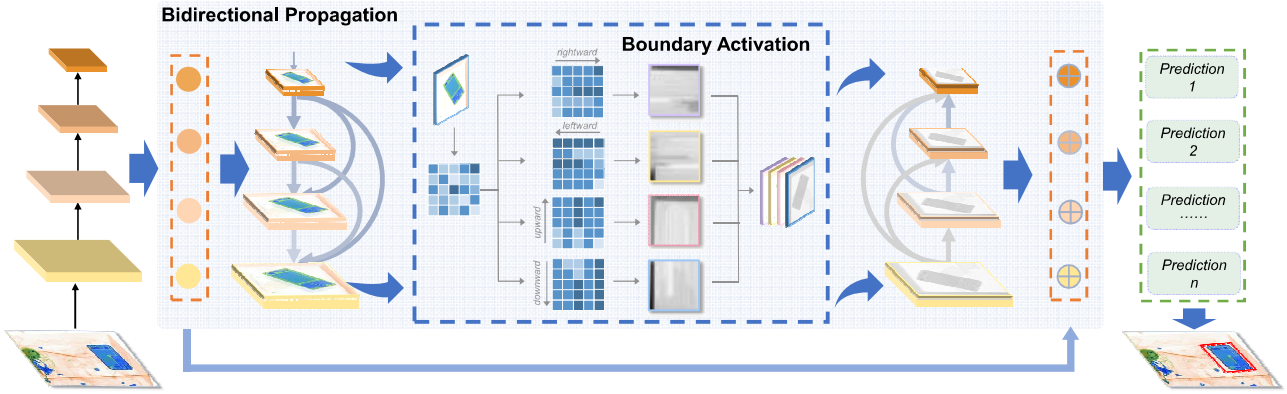 Bidirectional Propagation
Boundary Activation
rightward
leftward
upward
downward
Prediction
1
Prediction
2
Prediction
......
Prediction
n